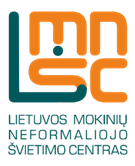 LMNŠC
LIETUVOS MOKINIŲ
NEFORMALIOJO
ŠVIETIMO CENTRAS